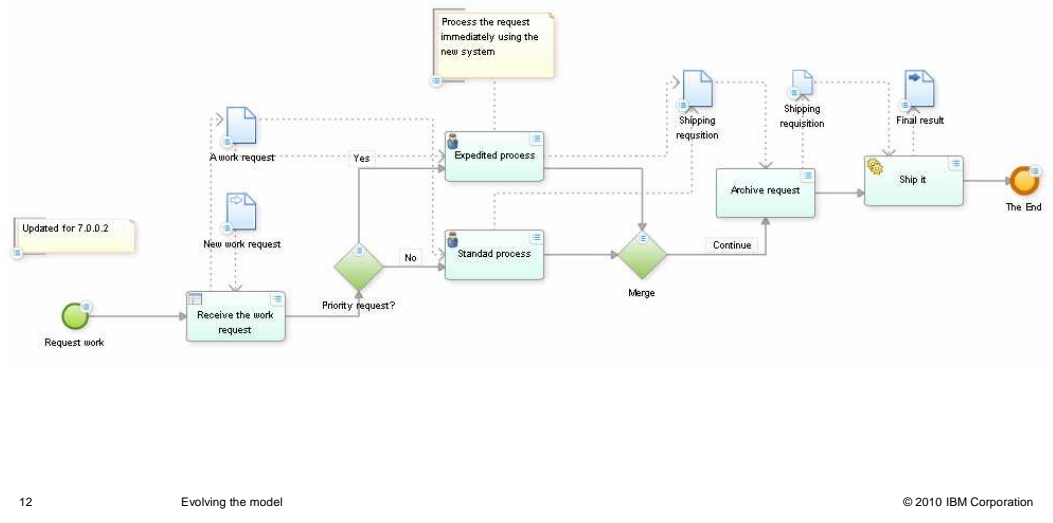 Process the request
immediately using the
new system
A work request
Yes
Expedited process
Shipping
requsition
Shipping
requisition
Final result
Archive request
Ship it
The End
Updated for 7.0.0.2
New work request
No
Standad process
Continue
Merge
Priority request?
Receive the work
request
Request work
12
Evolving the model
© 2010 IBM Corporation